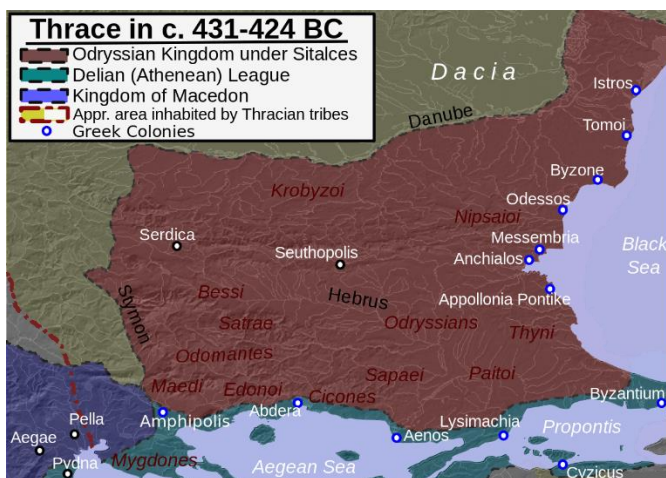 Thrace in c. 431-424 BC
Odryssian Kingdom under Sitalces
Delian (Athenean) League
Kingdom of Macedon
Appr. area inhabited by Thracian tribes
Greek Colonies
Dacia
Istros
Danube
Tomoi
Byzone
Krobyzoi
Odessos
Nipsaioi
Serdica
Messembria
Black
Sea
Seuthopolis
Anchialos
Strymon
Bessi
Hebrus
Appollonia Pontike
Satrae
Odryssians
Thyni
Odomantes
Sapaei
Paitoi
Maedi
Edonoi
Cicones
Byzantium
Abdera
Pella
Amphipolis
Lysimachia
Propontis
Aegae
Aenos
Mygdones
Aegean Sea
Pydna
Cyzicus